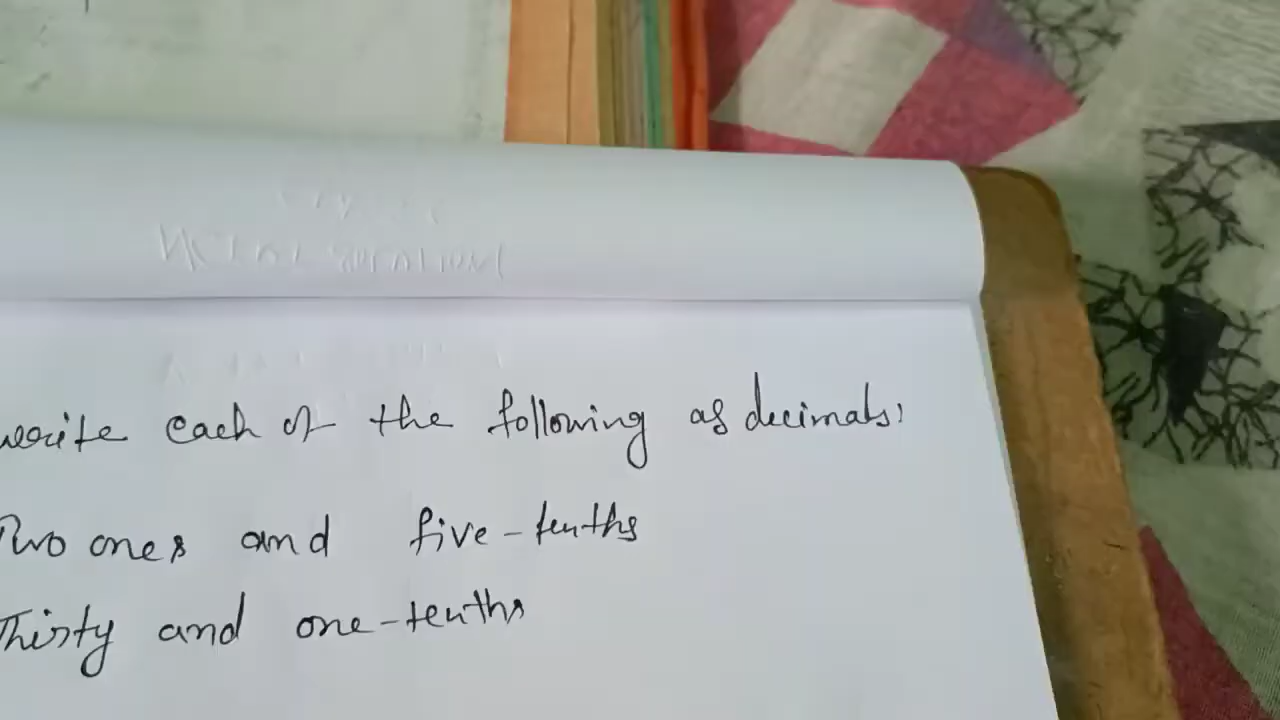 write each of the following as decimals:
Two ones and five-tenths
Thirty and one-tenths